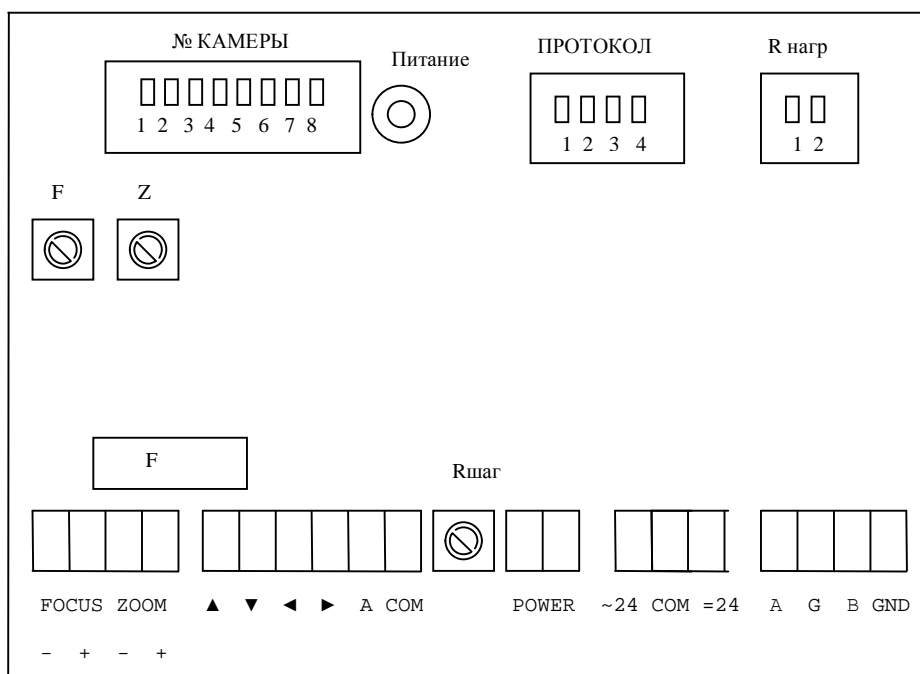 № КАМЕРЫ
Питание
ПРОТОКОЛ
R нагр
1 2 3 4 5 6 7 8
1 2 3 4
1 2
F
Z
F
Rшаг
FOCUS ZOOM ▲ ▼ ◄ ► A COM POWER ~24 COM =24 A G B GND
- + - +